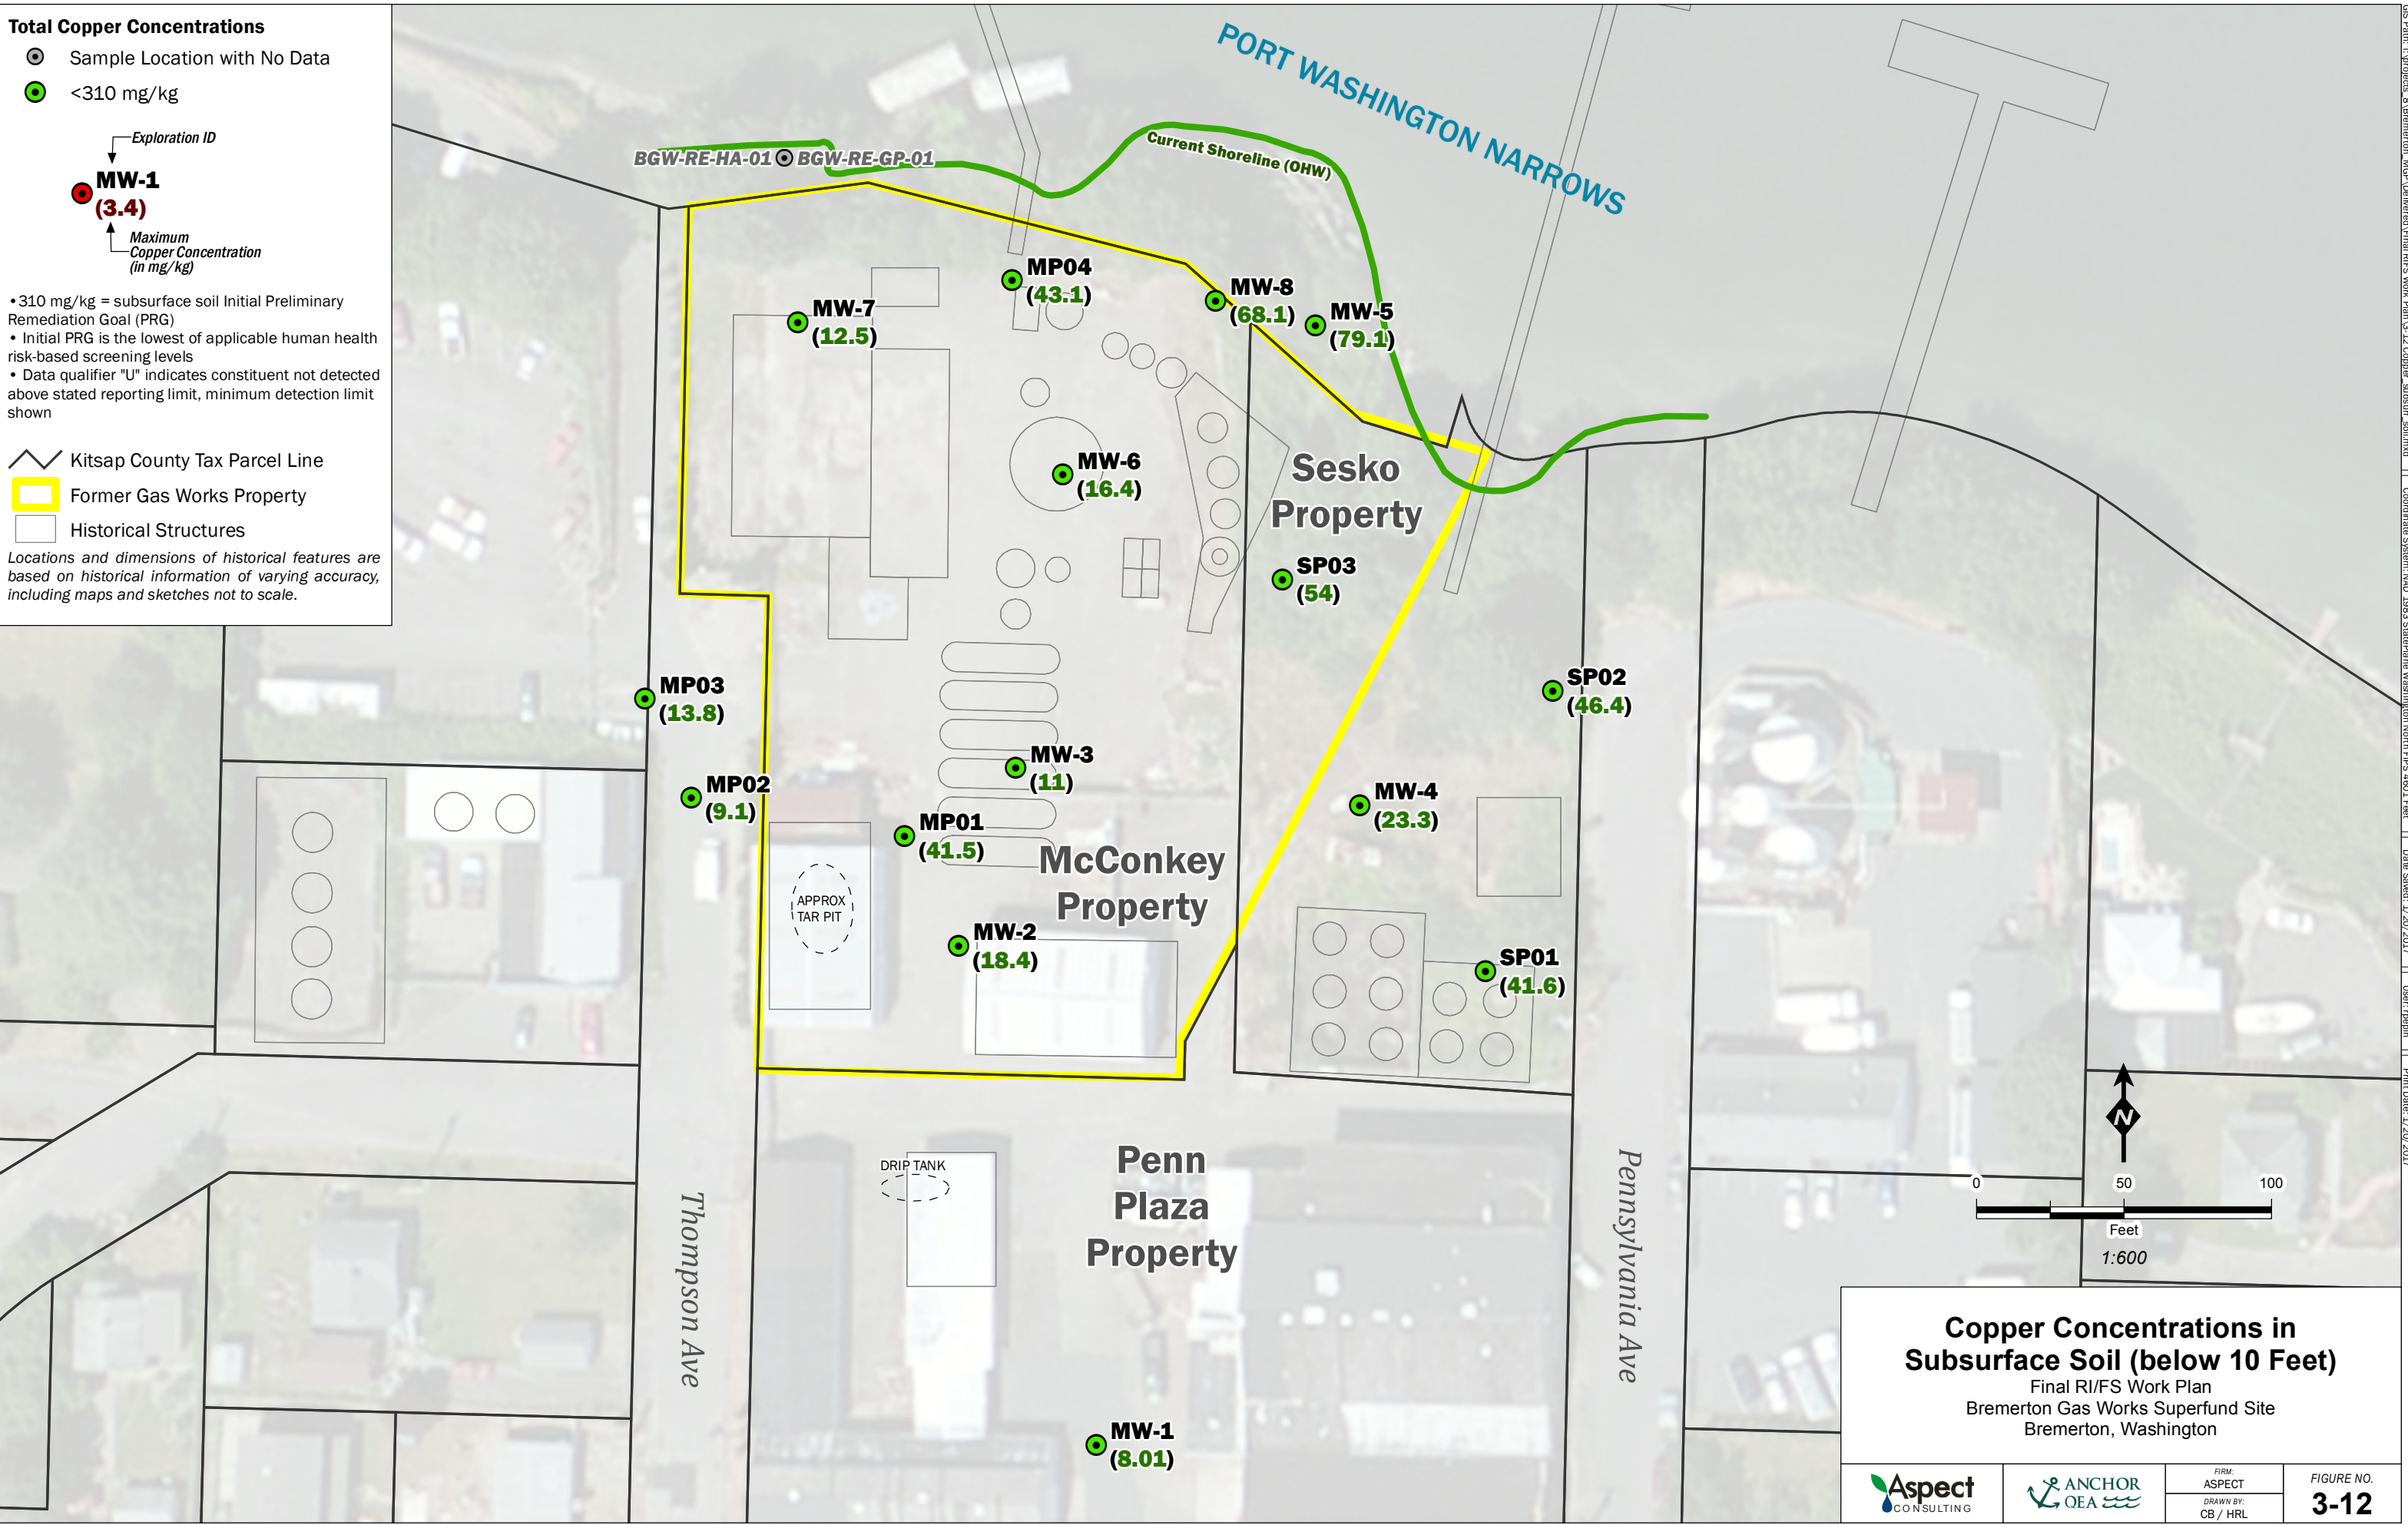 Total Copper Concentrations
Sample Location with No Data
<310 mg/kg
Exploration ID
MW-1
(3.4)
Maximum
Copper Concentration
(in mg/kg)
•310 mg/kg = subsurface soil Initial Preliminary
Remediation Goal (PRG)
• Initial PRG is the lowest of applicable human health
risk-based screening levels
• Data qualifier "U" indicates constituent not detected
above stated reporting limit, minimum detection limit
shown
Kitsap County Tax Parcel Line
Former Gas Works Property
Historical Structures
Locations and dimensions of historical features are
based on historical information of varying accuracy,
including maps and sketches not to scale.
PORT WASHINGTON NARROWS
Current Shoreline (OHW)
BGW-RE-HA-01
BGW-RE-GP-01
MP04
(43.1)
MW-8
(68.1)
MW-5
(79.1)
MW-7
(12.5)
MW-6
(16.4)
Sesko
Property
SP03
(54)
MP03
(13.8)
SP02
(46.4)
MW-3
(11)
MP02
(9.1)
MW-4
(23.3)
MP01
(41.5)
McConkey
Property
APPROX
TAR PIT
MW-2
(18.4)
SP01
(41.6)
DRIP TANK
Penn
Plaza
Property
Thompson Ave
Pennsylvania Ave
MW-1
(8.01)
N
0 50 100
Feet
1:600
Copper Concentrations in
Subsurface Soil (below 10 Feet)
Final RI/FS Work Plan
Bremerton Gas Works Superfund Site
Bremerton, Washington
Aspect
CONSULTING
ANCHOR
QEA
FIRM:
ASPECT
DRAWN BY:
CB / HRL
FIGURE NO.
3-12